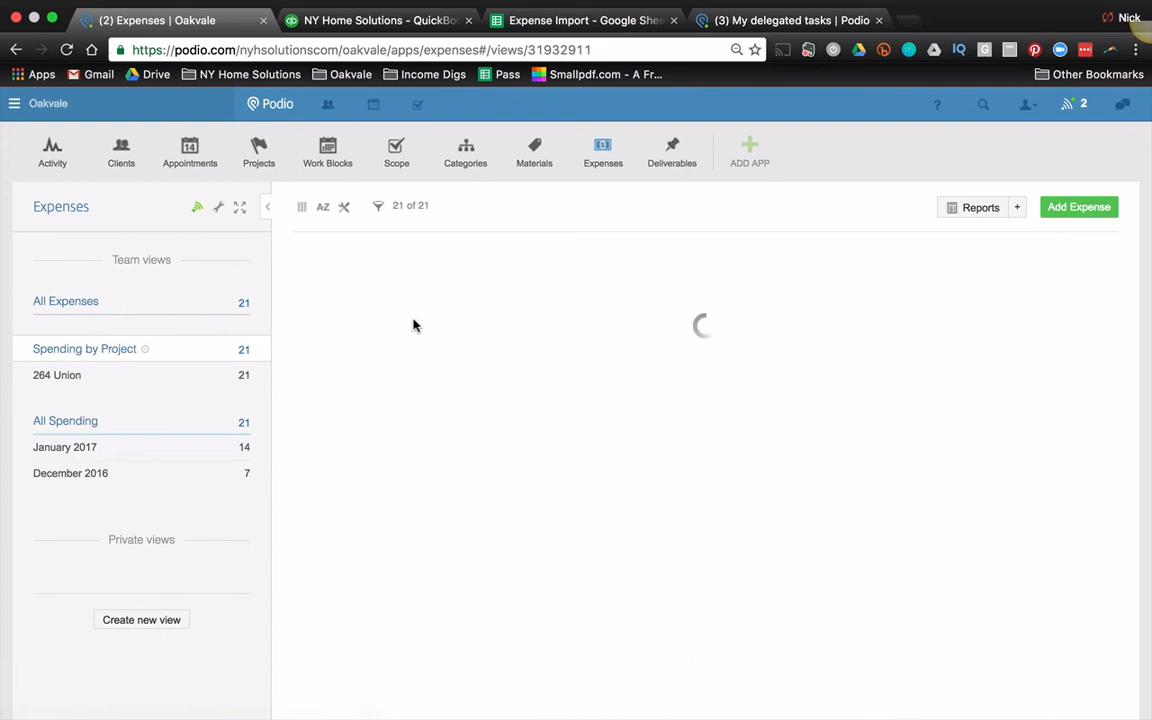 (2) Expenses | Oakvale
NY Home Solutions - QuickBo
Expense Import - Google Shee
(3) My delegated tasks | Podio
Nick
https://podio.com/nyhsolutionscom/oakvale/apps/expenses#/views/31932911
Apps
Gmail
Drive
NY Home Solutions
Oakvale
Income Digs
Pass
Smallpdf.com - A Fr...
Other Bookmarks
Oakvale
Podio
?
2
Activity
Clients
14
Appointments
Projects
Work Blocks
Scope
Categories
Materials
Expenses
Deliverables
ADD APP
Expenses
AZ
21 of 21
Reports
+
Add Expense
Team views
All Expenses 21
Spending by Project 21
264 Union 21
All Spending 21
January 2017 14
December 2016 7
Private views
Create new view